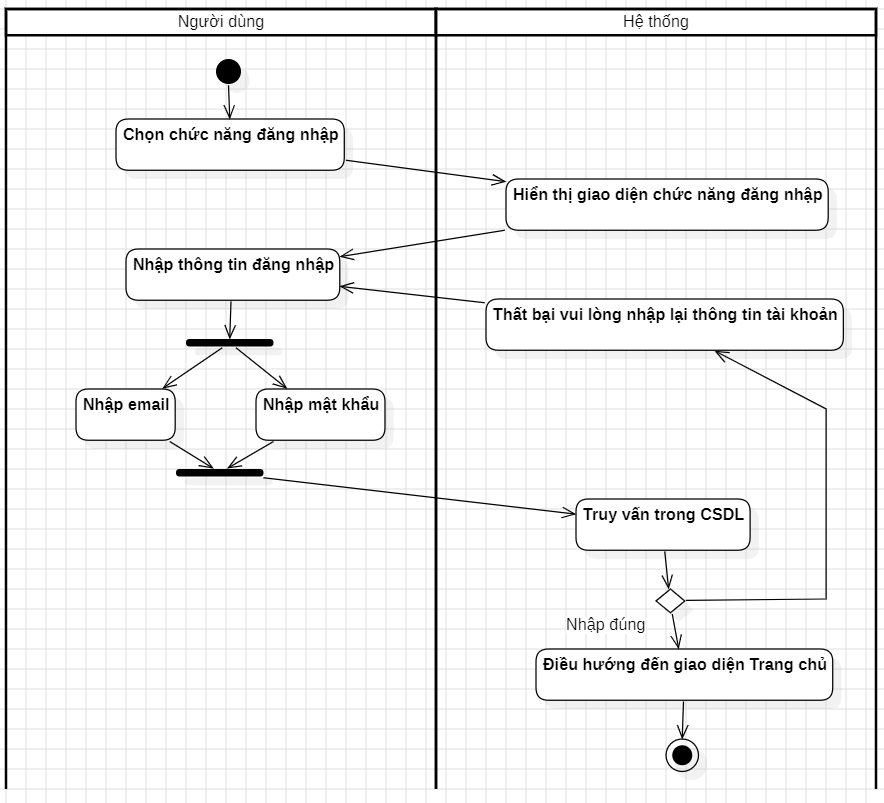 Người dùng
Hệ thống
Chọn chức năng đăng nhập
Hiển thị giao diện chức năng đăng nhập
Nhập thông tin đăng nhập
Thất bại vui lòng nhập lại thông tin tài khoản
Nhập email
Nhập mật khẩu
Truy vấn trong CSDL
Nhập đúng
Điều hướng đến giao diện Trang chủ